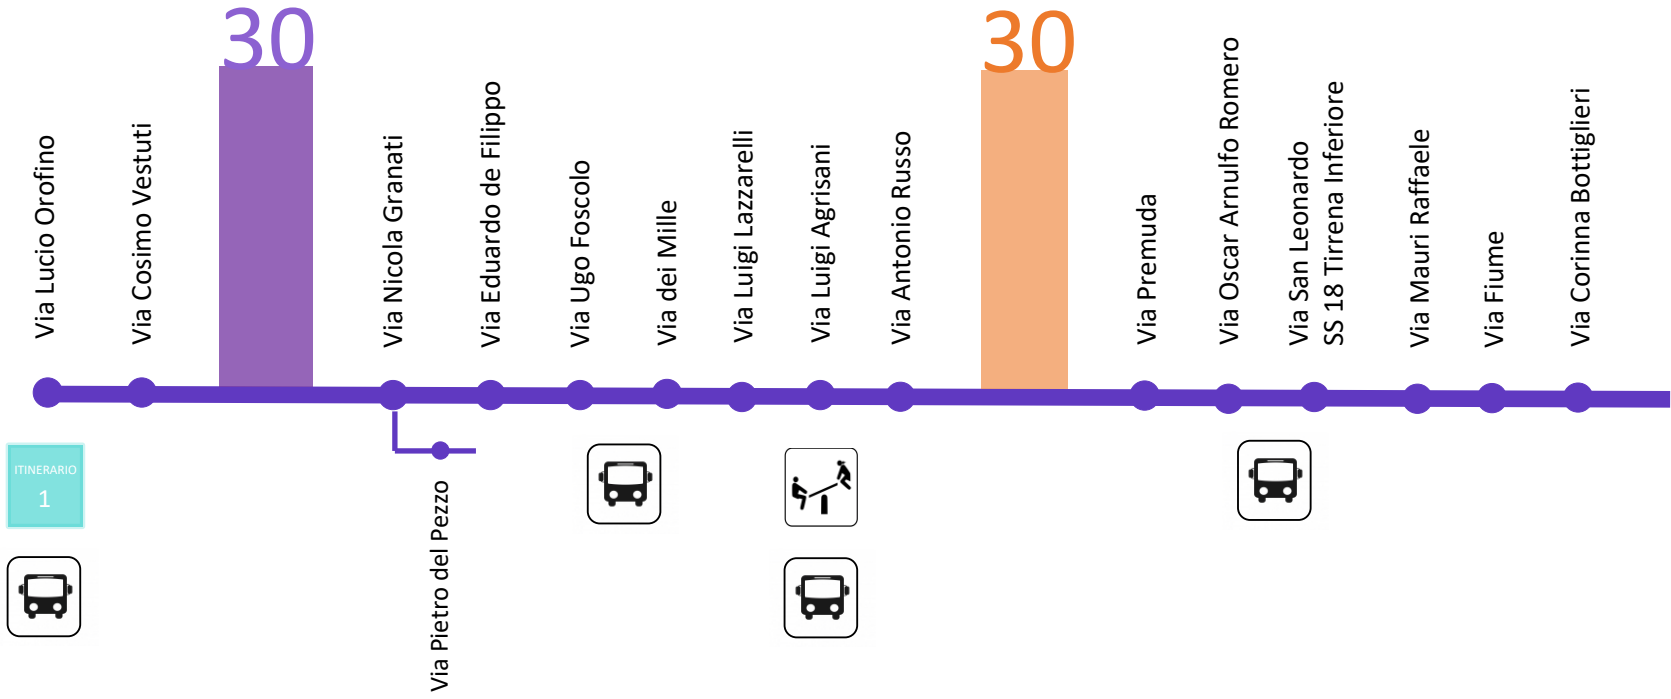 30
30
Via Lucio Orofino
Via Cosimo Vestuti
Via Nicola Granati
Via Eduardo de Filippo
Via Ugo Foscolo
Via dei Mille
Via Luigi Lazzarelli
Via Luigi Agrisani
Via Antonio Russo
Via Premuda
Via Oscar Arnulfo Romero
Via San Leonardo
SS 18 Tirrena Inferiore
Via Mauri Raffaele
Via Fiume
Via Corinna Bottiglieri
ITINERARIO
1
Via Pietro del Pezzo